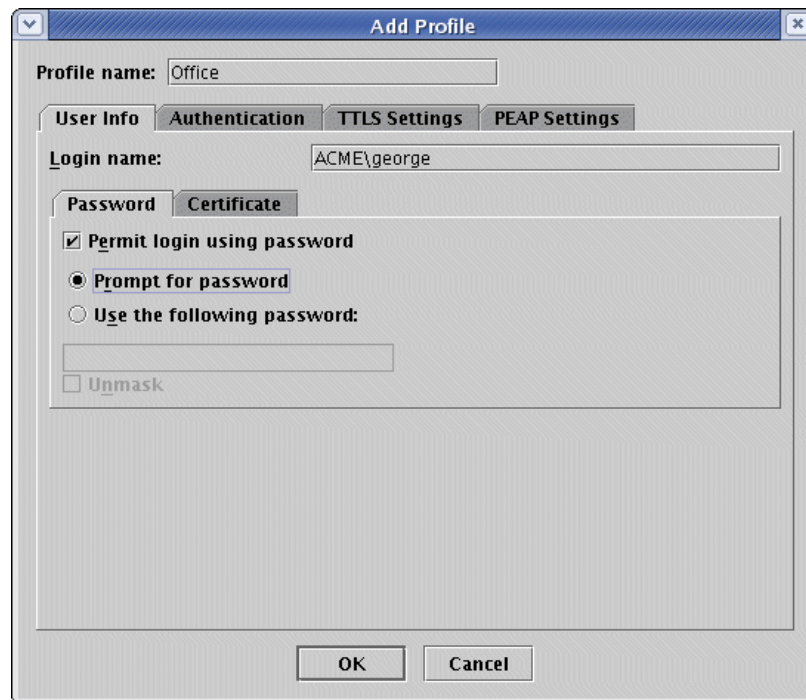 Add Profile
Profile name: Office
User Info Authentication TTLS Settings PEAP Settings
Login name: ACME\george
Password Certificate
Permit login using password
Prompt for password
Use the following password:
Unmask
OK Cancel